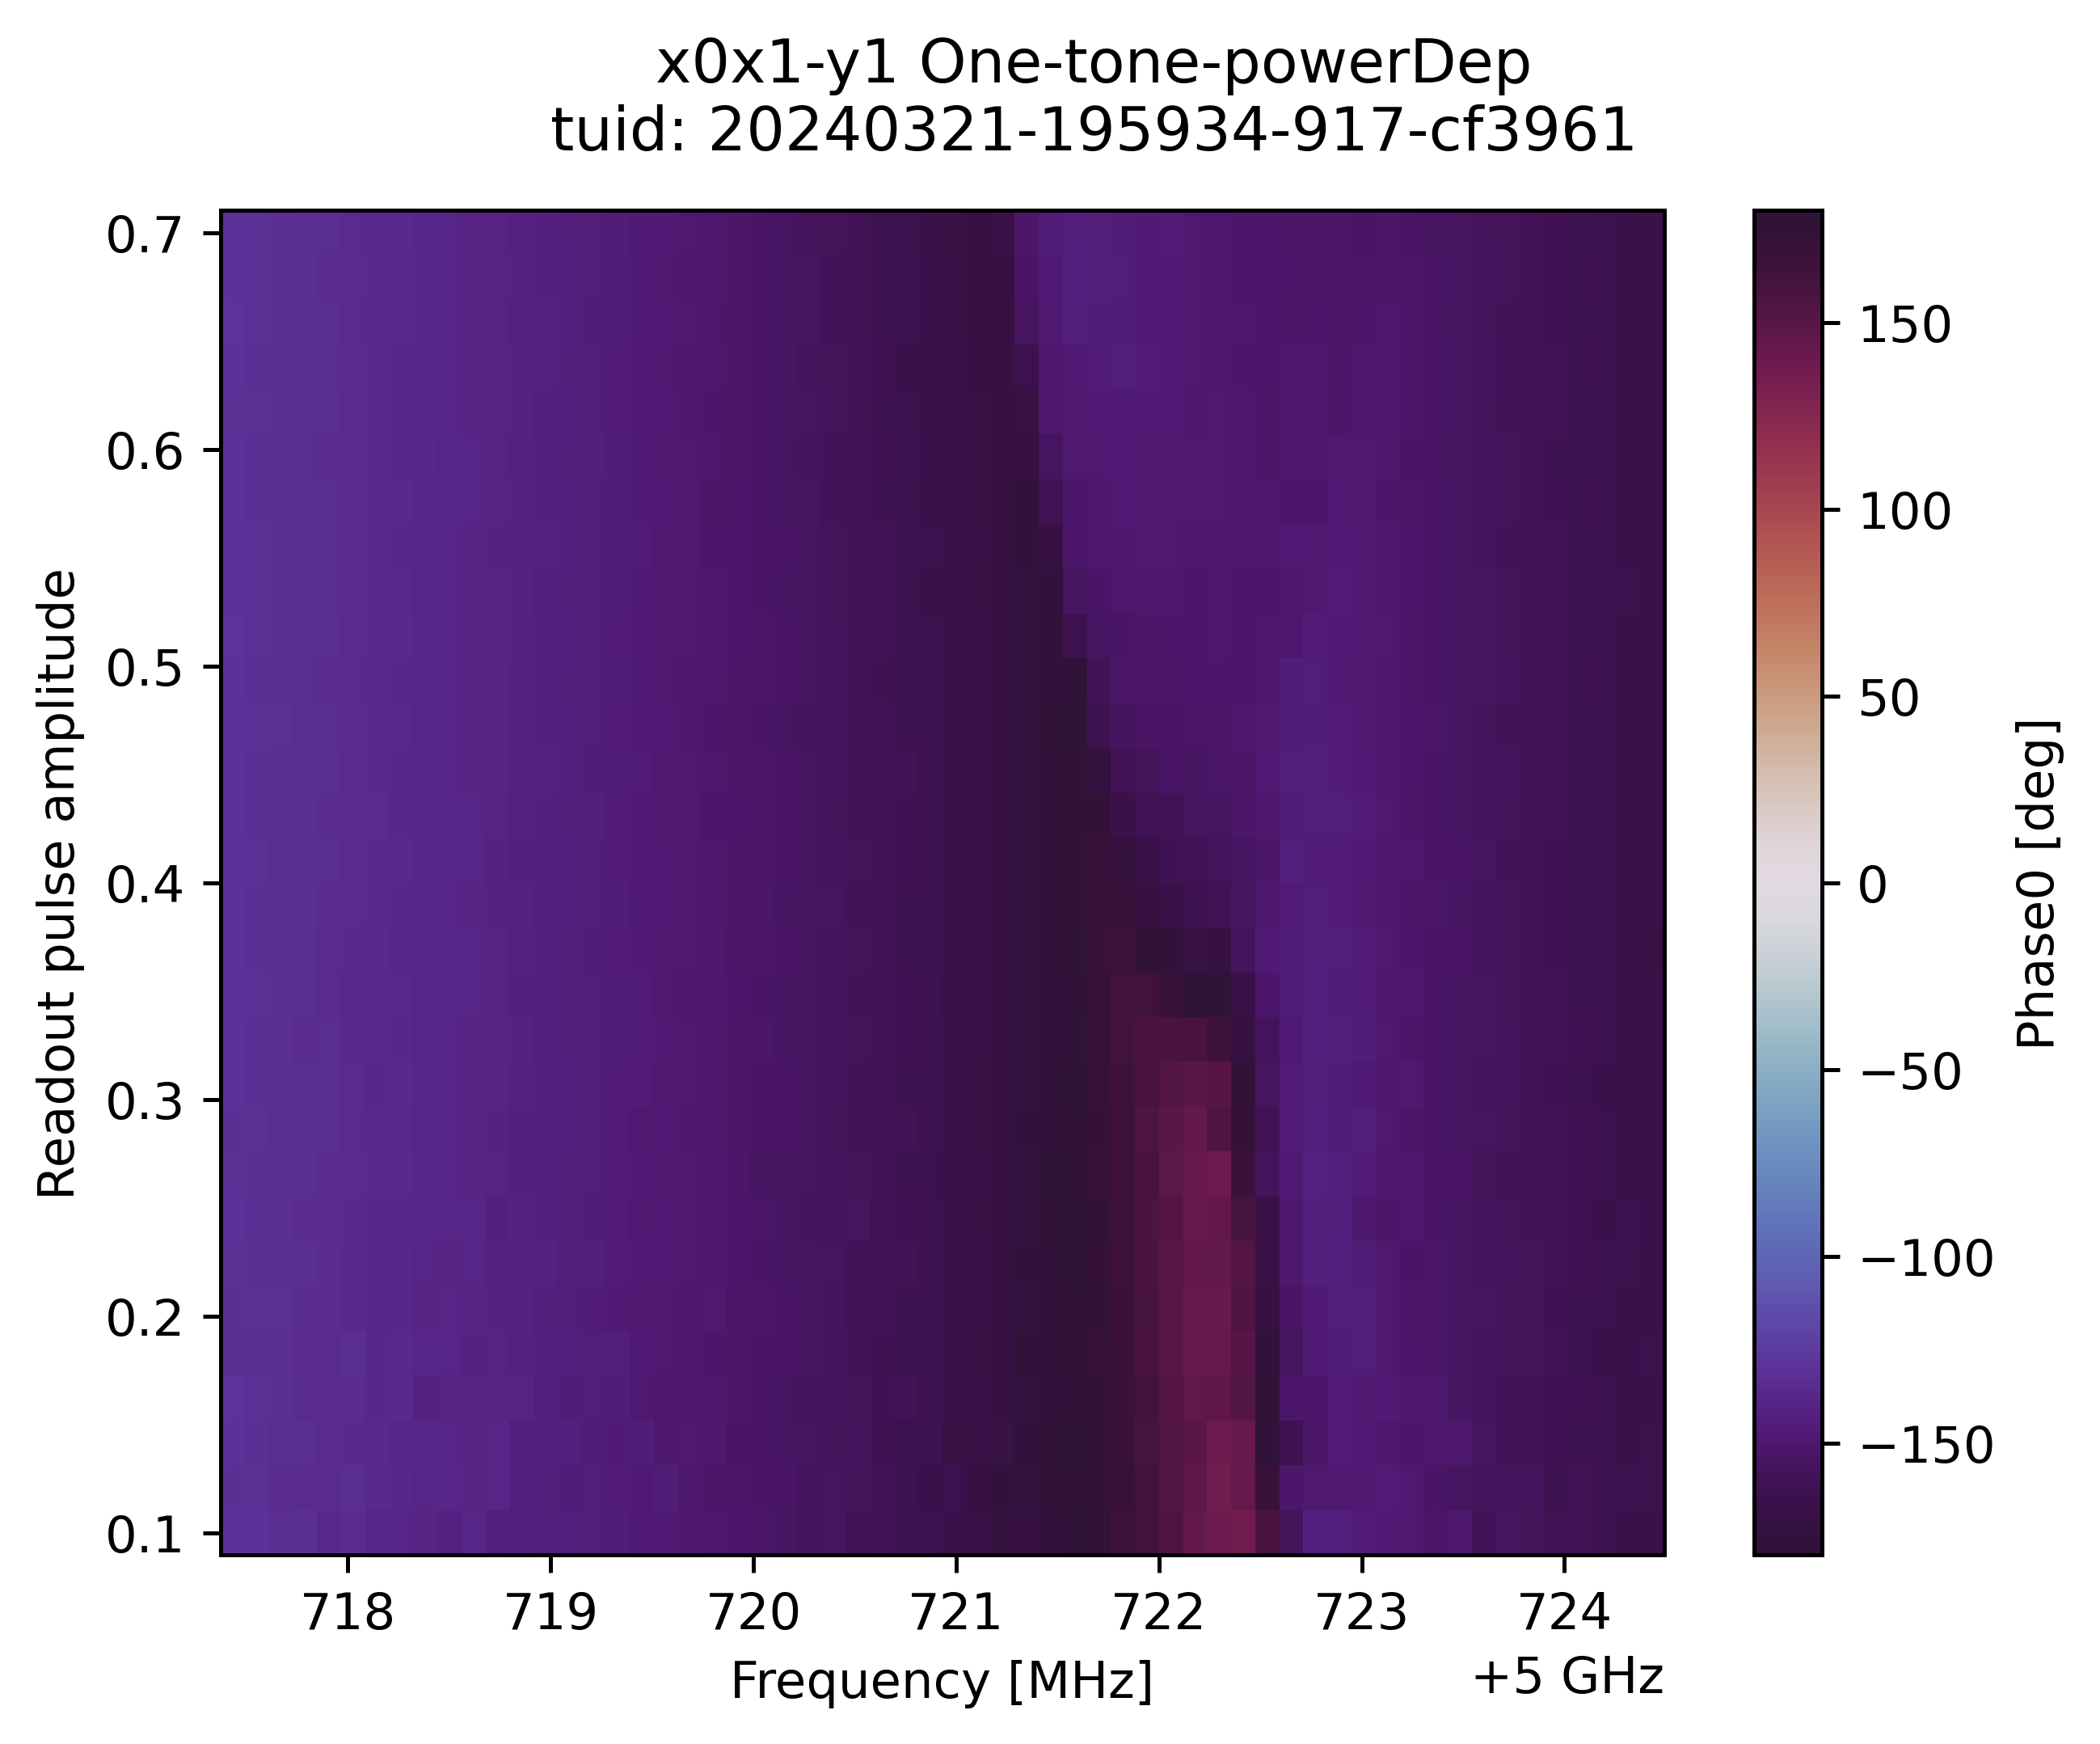 x0x1-y1 One-tone-powerDep
tuid: 20240321-195934-917-cf3961
0.7
0.6
0.5
0.4
0.3
0.2
0.1
Readout pulse amplitude
718 719 720 721 722 723 724
Frequency [MHz]
+5 GHz
150
100
50
0
−50
−100
−150
Phase0 [deg]